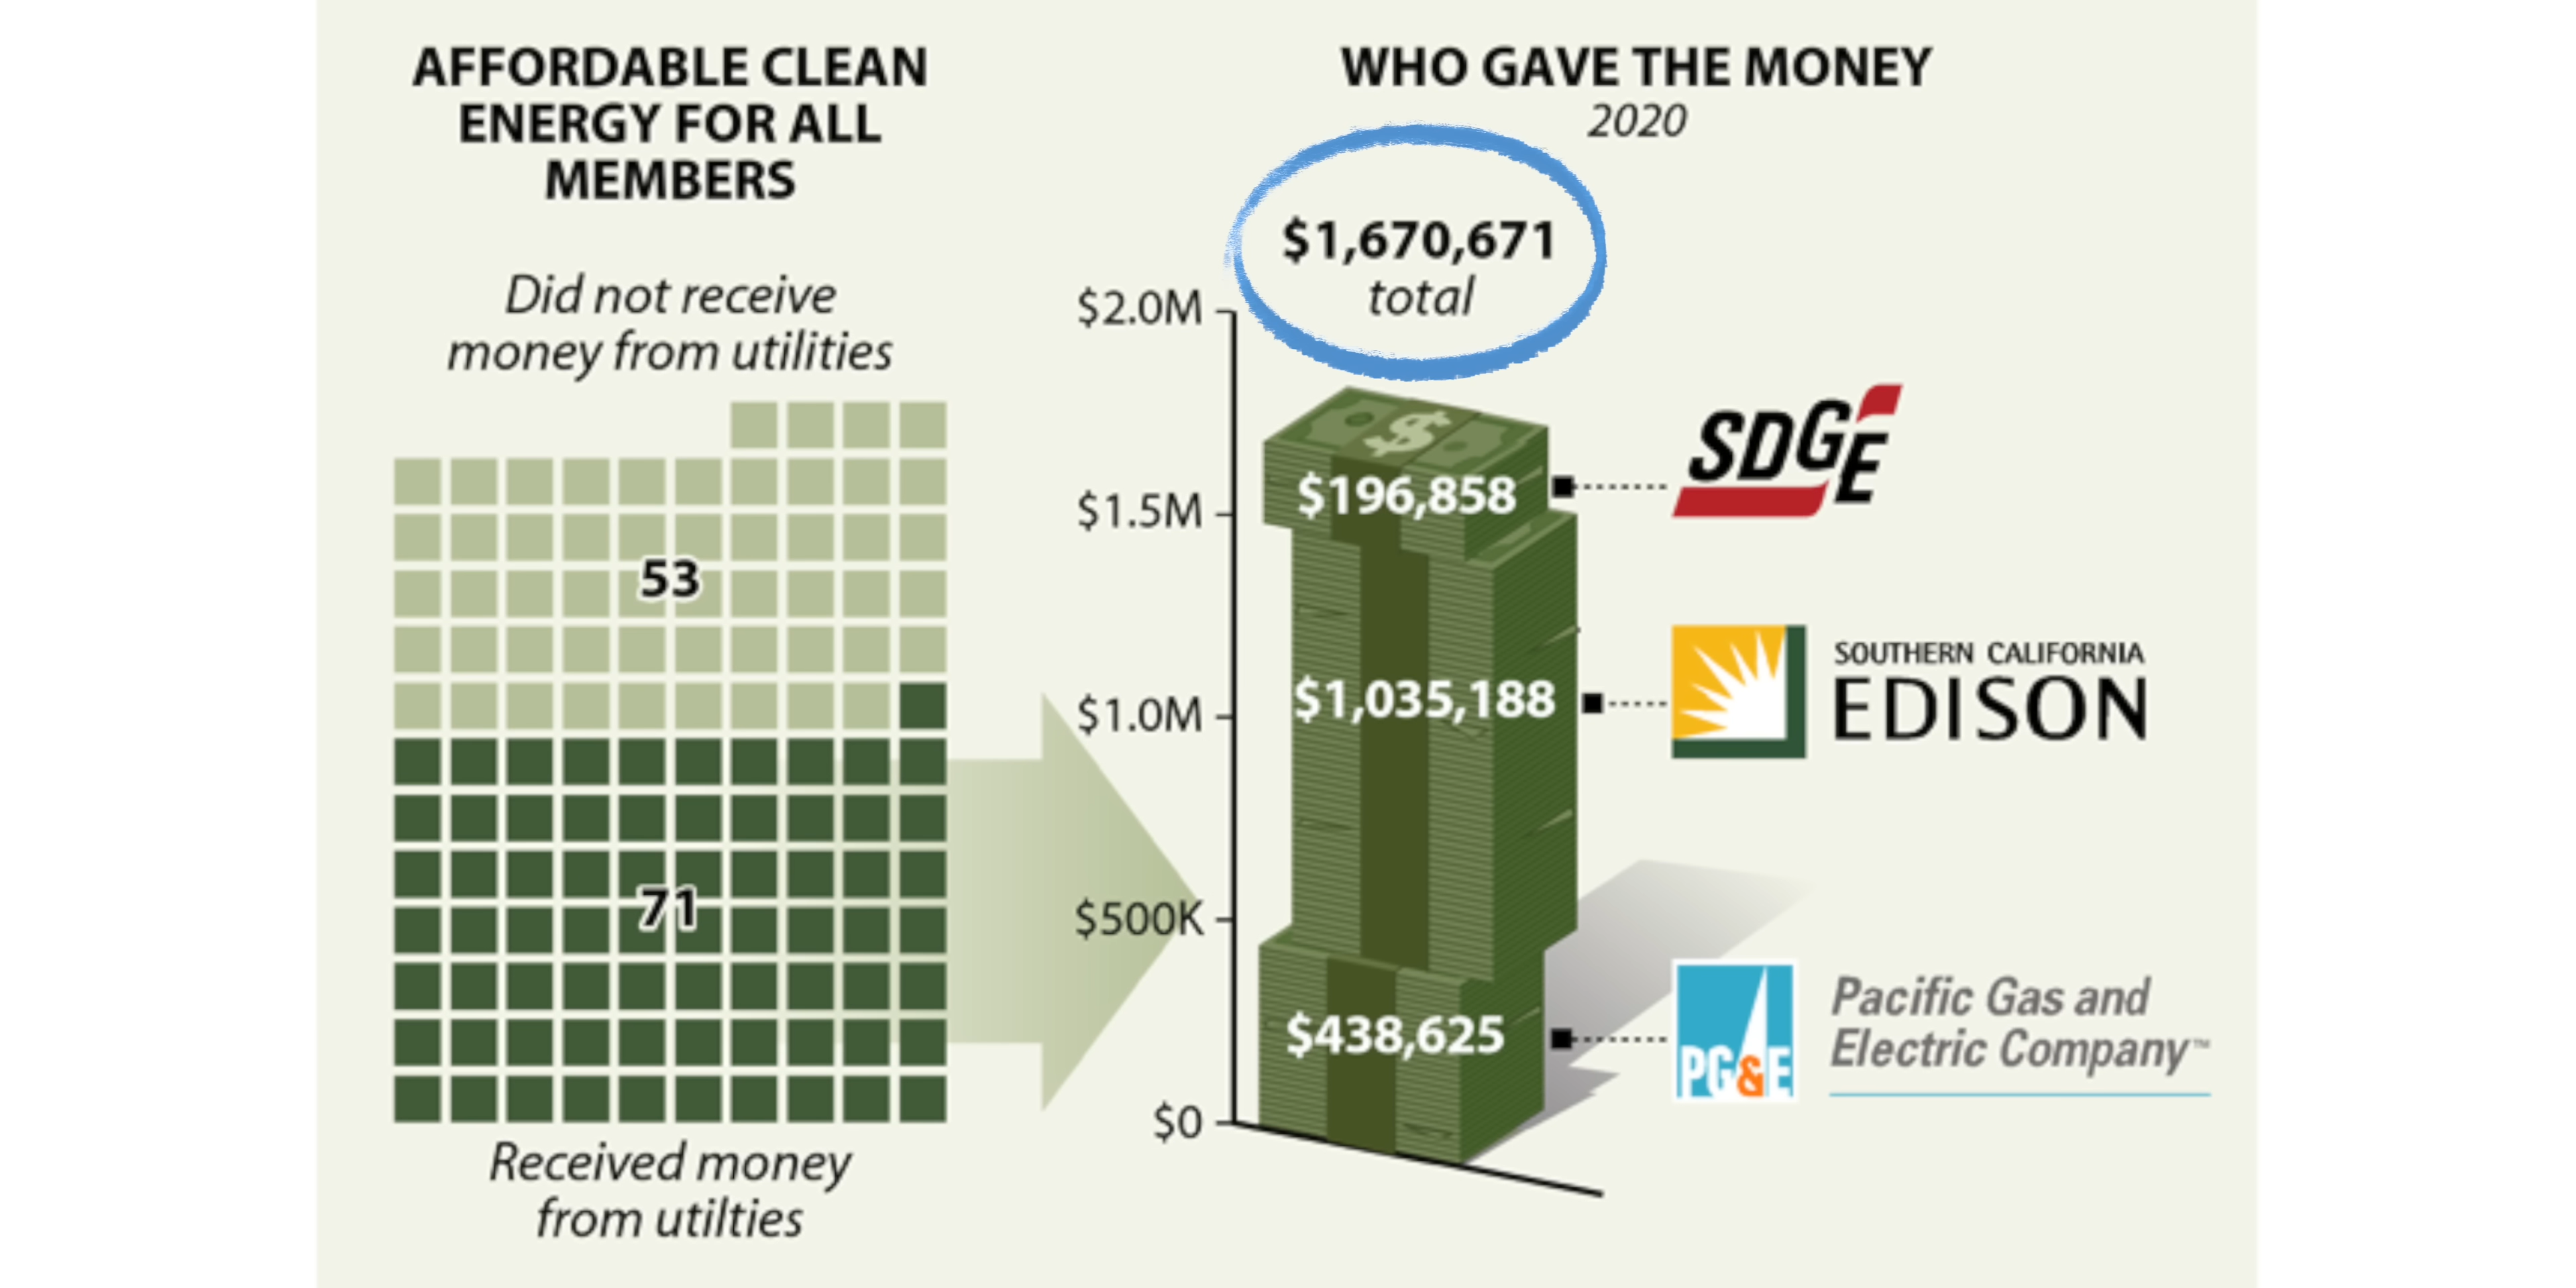 AFFORDABLE CLEAN
ENERGY FOR ALL
MEMBERS
Did not receive
money from utilities
53
71
Received money
from utilties
WHO GAVE THE MONEY
2020
$1,670,671
total
$2.0M
$1.5M
$1.0M
$500K
$0
$
$196,858
SDGE
$1,035,188
SOUTHERN CALIFORNIA
EDISON
$438,625
PG&E
Pacific Gas and
Electric Company™